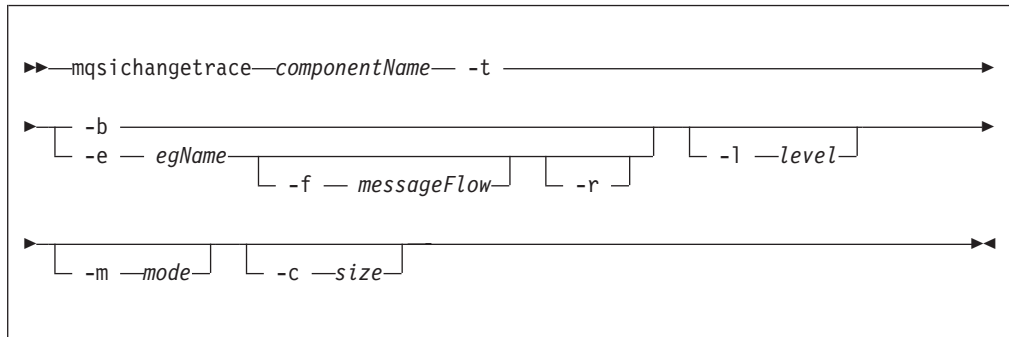 mqsichangetrace componentName -t
-b
-e egName
-l level
-f messageFlow
-r
-m mode
-c size